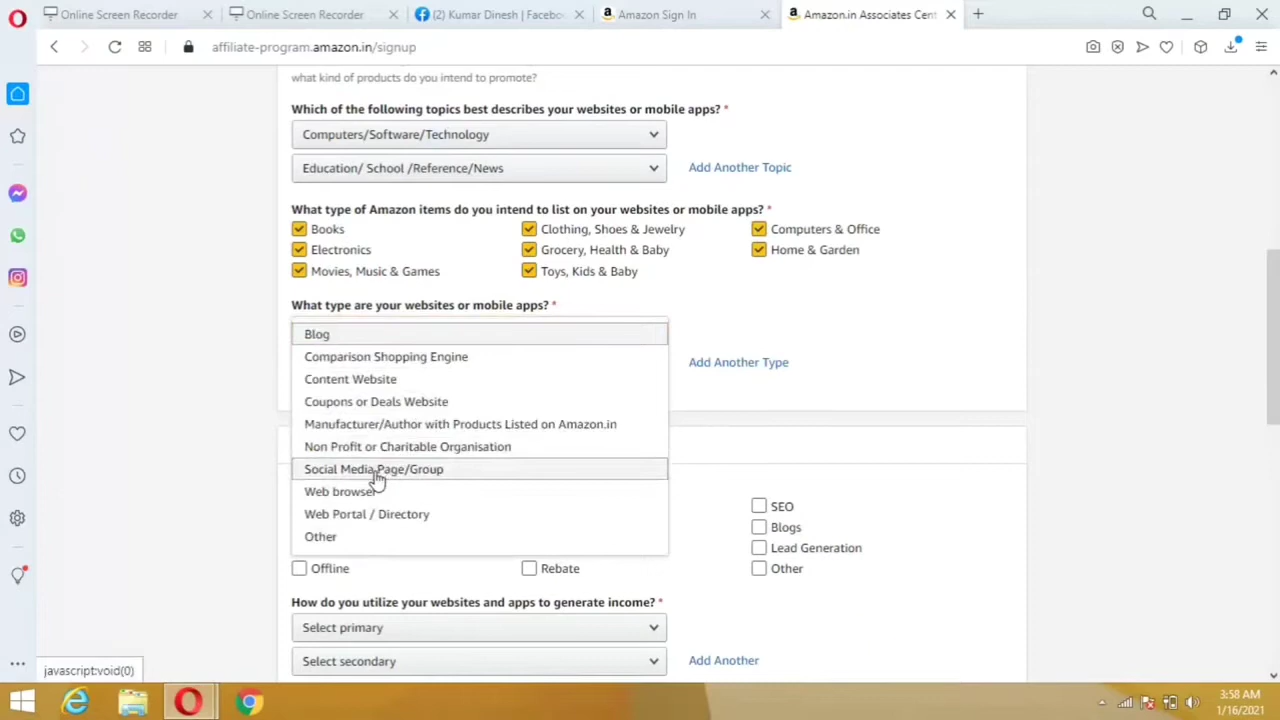 Online Screen Recorder
Online Screen Recorder
(2) Kumar Dinesh | Facebo
Amazon Sign In
Amazon.in Associates Cent
affiliate-program.amazon.in/signup
what kind of products do you intend to promote?
Which of the following topics best describes your websites or mobile apps? *
Computers/Software/Technology
Education/ School /Reference/News
Add Another Topic
What type of Amazon items do you intend to list on your websites or mobile apps? *
Books
Clothing, Shoes & Jewelry
Computers & Office
Electronics
Grocery, Health & Baby
Home & Garden
Movies, Music & Games
Toys, Kids & Baby
What type are your websites or mobile apps? *
Blog
Comparison Shopping Engine
Add Another Type
Content Website
Coupons or Deals Website
Manufacturer/Author with Products Listed on Amazon.in
Non Profit or Charitable Organisation
Social Media Page/Group
Web browser
Web Portal / Directory
Other
SEO
Blogs
Lead Generation
Offline
Rebate
Other
How do you utilize your websites and apps to generate income? *
Select primary
Select secondary
Add Another
javascript:void(0)
3:58 AM
1/16/2021